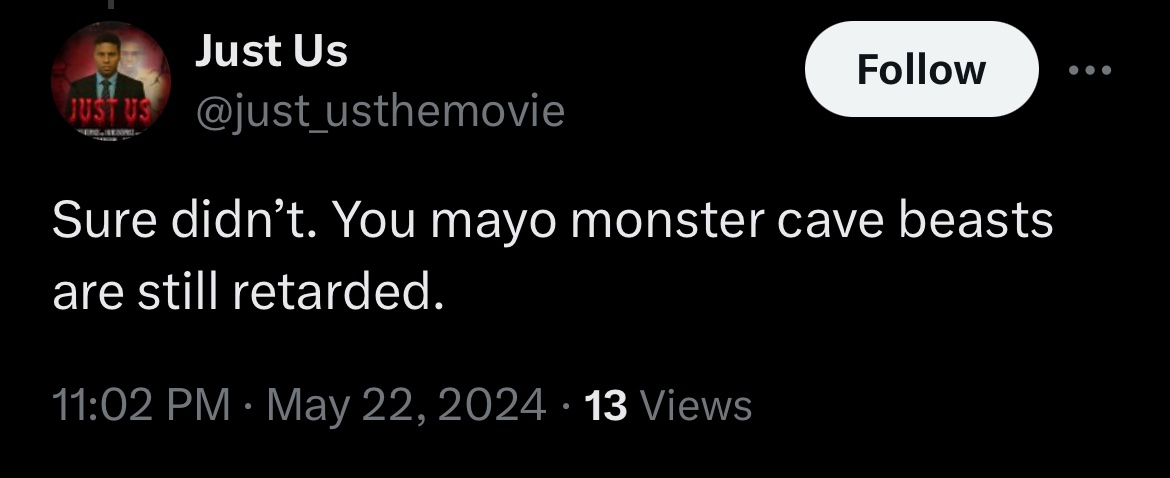 Just Us
@just_usthemovie
Follow
JUST US
Sure didn’t. You mayo monster cave beasts
are still retarded.
11:02 PM · May 22, 2024 · 13 Views